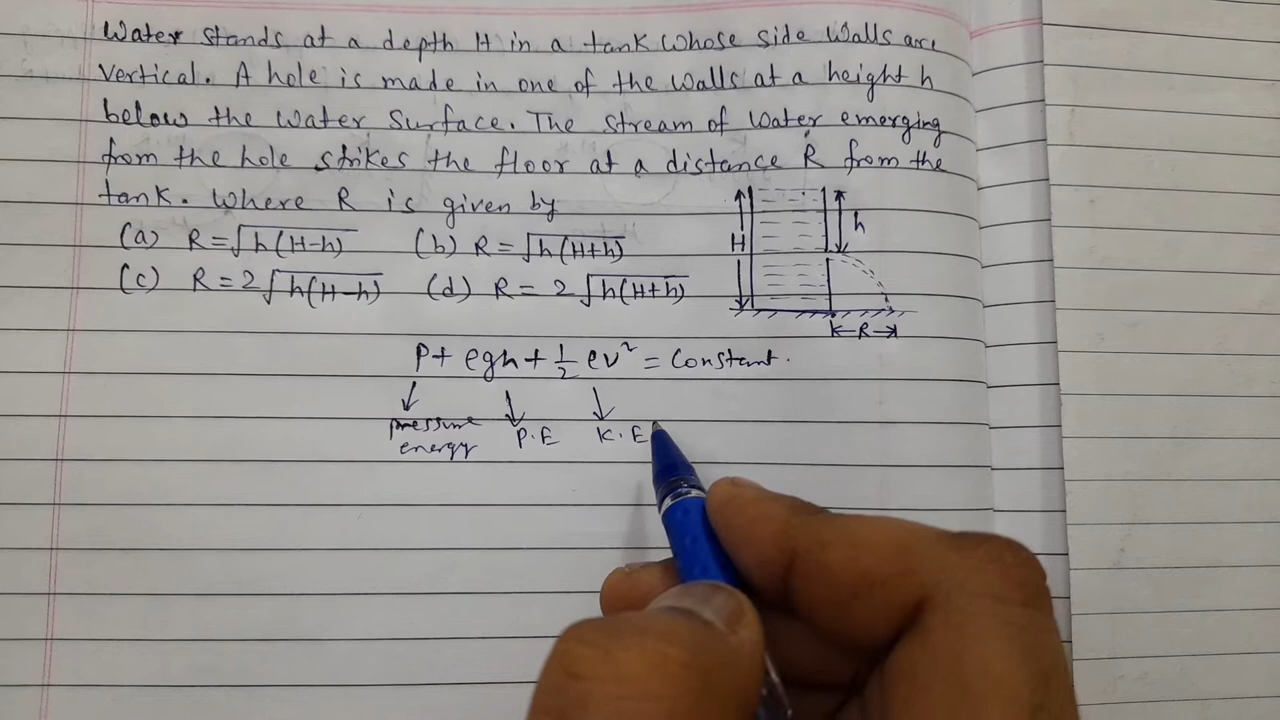 Water stands at a depth H in a tank whose side walls are
vertical. A hole is made in one of the walls at a height h
below the water surface. The stream of water emerging
from the hole strikes the floor at a distance R from the
tank. Where R is given by
(a) R=√h(H-h) (b) R=√h(H+h)
(c) R=2√h(H-h) (d) R=2√h(H+h)
H
h
R
P+ ρgh + 1/2 ρv² = Constant.
pressure energy P.E K.E